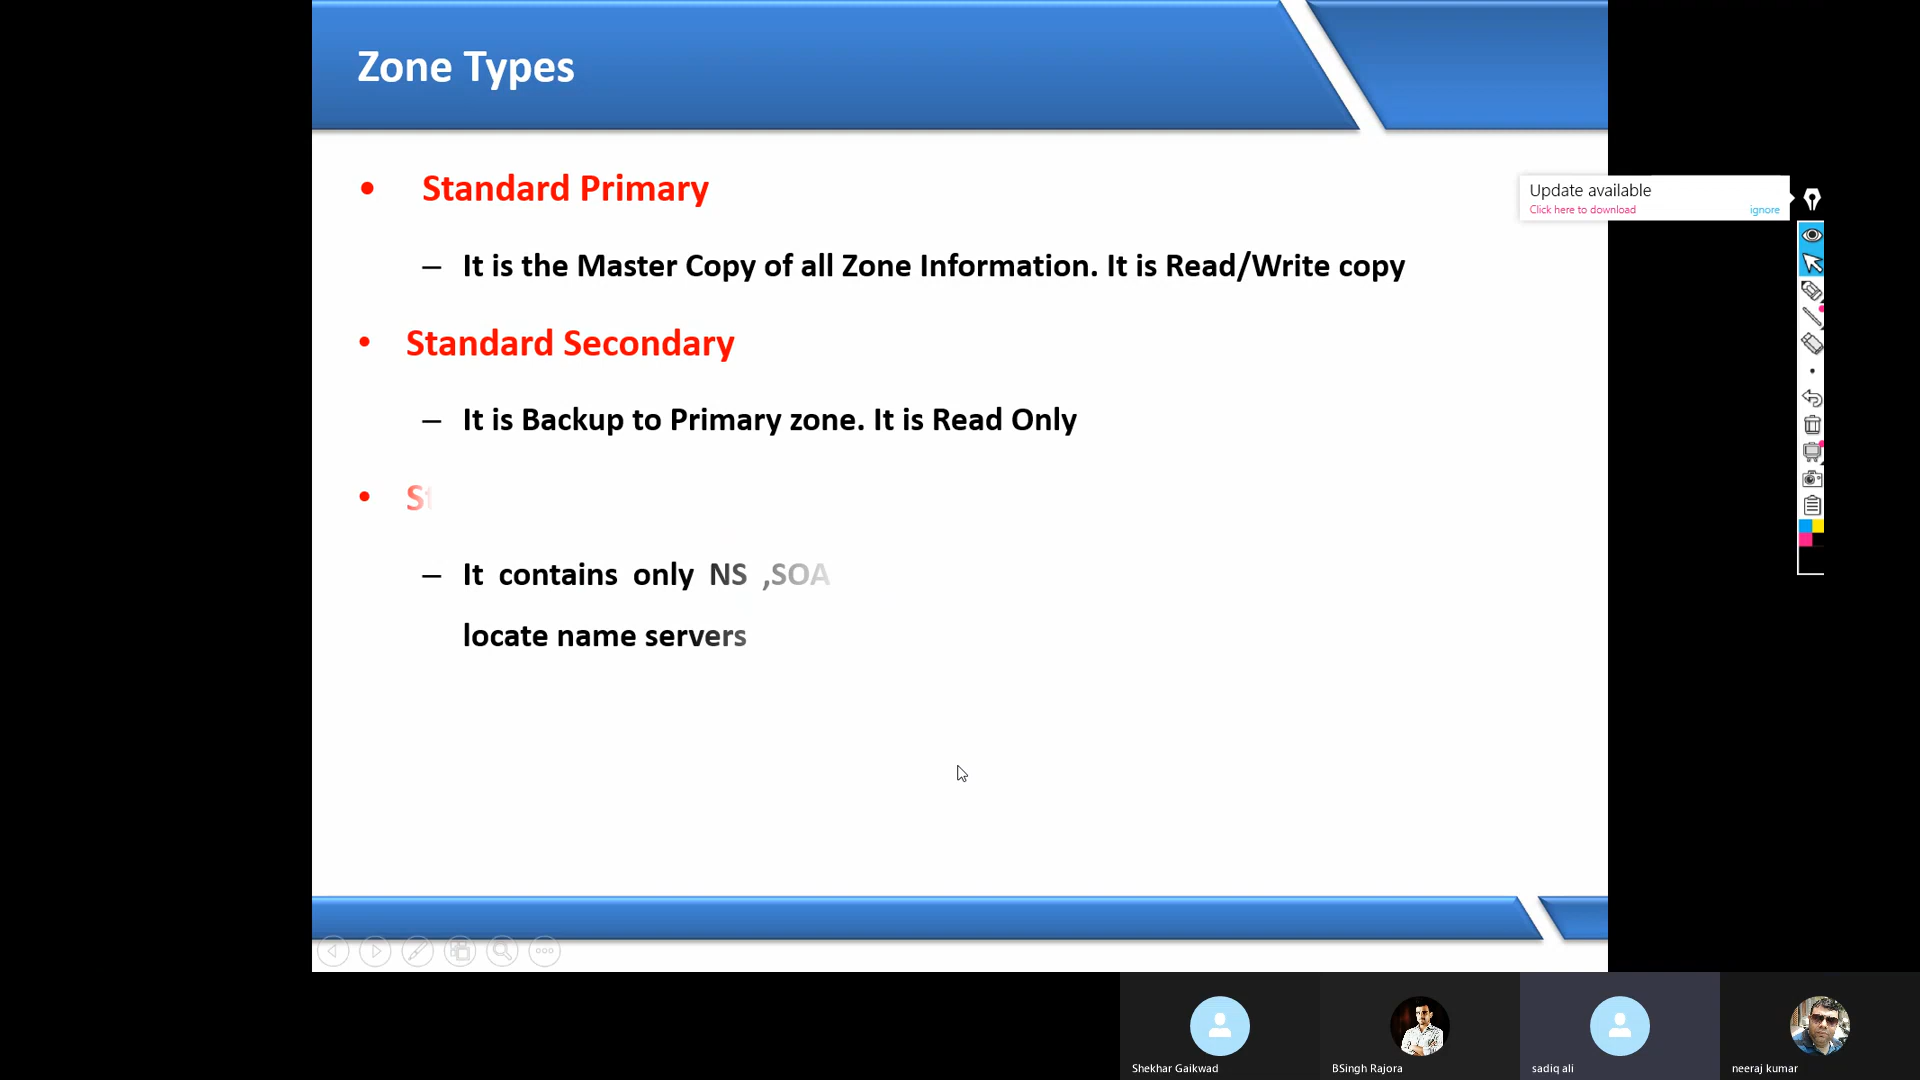 Zone Types
• Standard Primary
– It is the Master Copy of all Zone Information. It is Read/Write copy
• Standard Secondary
– It is Backup to Primary zone. It is Read Only
• St
– It contains only NS ,SOA
locate name servers
Update available
Click here to download ignore
Shekhar Gaikwad
BSingh Rajora
sadiq ali
neeraj kumar